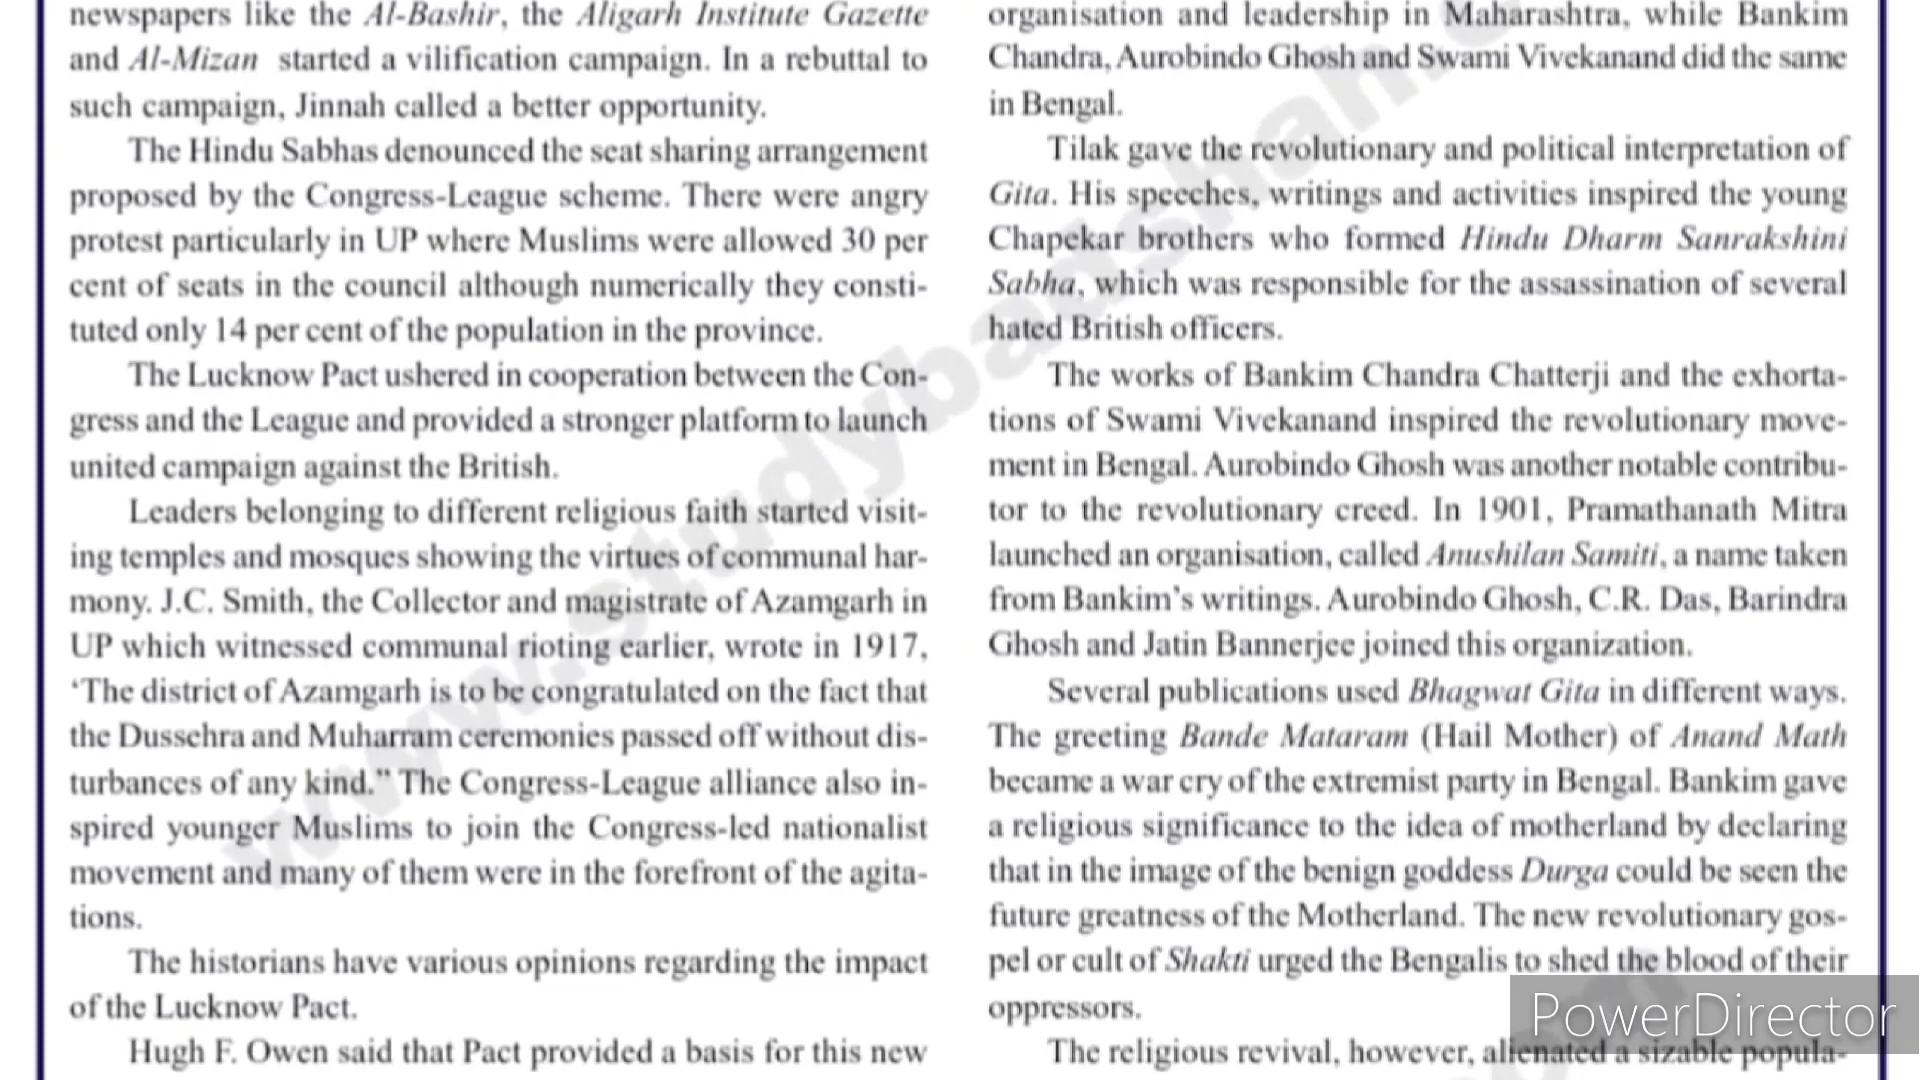 newspapers like the Al-Bashir, the Aligarh Institute Gazette
and Al-Mizan started a vilification campaign. In a rebuttal to
such campaign, Jinnah called a better opportunity.
The Hindu Sabhas denounced the seat sharing arrangement
proposed by the Congress-League scheme. There were angry
protest particularly in UP where Muslims were allowed 30 per
cent of seats in the council although numerically they consti-
tuted only 14 per cent of the population in the province.
The Lucknow Pact ushered in cooperation between the Con-
gress and the League and provided a stronger platform to launch
united campaign against the British.
Leaders belonging to different religious faith started visit-
ing temples and mosques showing the virtues of communal har-
mony. J.C. Smith, the Collector and magistrate of Azamgarh in
UP which witnessed communal rioting earlier, wrote in 1917,
‘The district of Azamgarh is to be congratulated on the fact that
the Dussehra and Muharram ceremonies passed off without dis-
turbances of any kind.” The Congress-League alliance also in-
spired younger Muslims to join the Congress-led nationalist
movement and many of them were in the forefront of the agita-
tions.
The historians have various opinions regarding the impact
of the Lucknow Pact.
Hugh F. Owen said that Pact provided a basis for this new
organisation and leadership in Maharashtra, while Bankim
Chandra, Aurobindo Ghosh and Swami Vivekanand did the same
in Bengal.
Tilak gave the revolutionary and political interpretation of
Gita. His speeches, writings and activities inspired the young
Chapekar brothers who formed Hindu Dharm Sanrakshini
Sabha, which was responsible for the assassination of several
hated British officers.
The works of Bankim Chandra Chatterji and the exhorta-
tions of Swami Vivekanand inspired the revolutionary move-
ment in Bengal. Aurobindo Ghosh was another notable contribu-
tor to the revolutionary creed. In 1901, Pramathanath Mitra
launched an organisation, called Anushilan Samiti, a name taken
from Bankim’s writings. Aurobindo Ghosh, C.R. Das, Barindra
Ghosh and Jatin Bannerjee joined this organization.
Several publications used Bhagwat Gita in different ways.
The greeting Bande Mataram (Hail Mother) of Anand Math
became a war cry of the extremist party in Bengal. Bankim gave
a religious significance to the idea of motherland by declaring
that in the image of the benign goddess Durga could be seen the
future greatness of the Motherland. The new revolutionary gos-
pel or cult of Shakti urged the Bengalis to shed the blood of their
oppressors.
The religious revival, however, alienated a sizable popula-
www.studybadshah.
PowerDirector